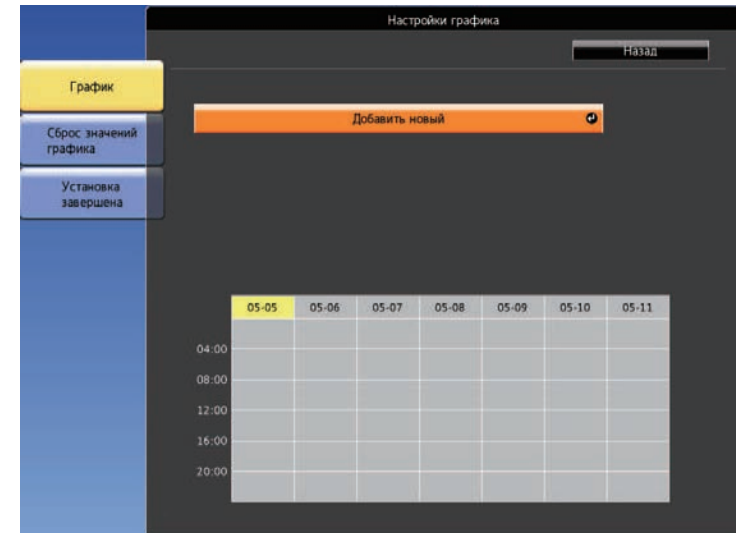 Настройки графика
Назад
График
Добавить новый
Сброс значений
графика
Установка
завершена
05-05 05-06 05-07 05-08 05-09 05-10 05-11
04:00
08:00
12:00
16:00
20:00